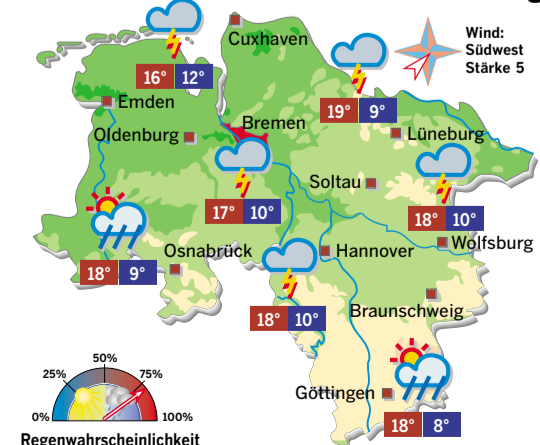 Cuxhaven
Wind:
Südwest
Stärke 5
16° 12°
Emden
19° 9°
Bremen
Oldenburg
Lüneburg
Soltau
17° 10°
18° 10°
Osnabrück
Hannover
Wolfsburg
18° 9°
Braunschweig
18° 10°
50%
25%
75%
Göttingen
0%
100%
18° 8°
Regenwahrscheinlichkeit